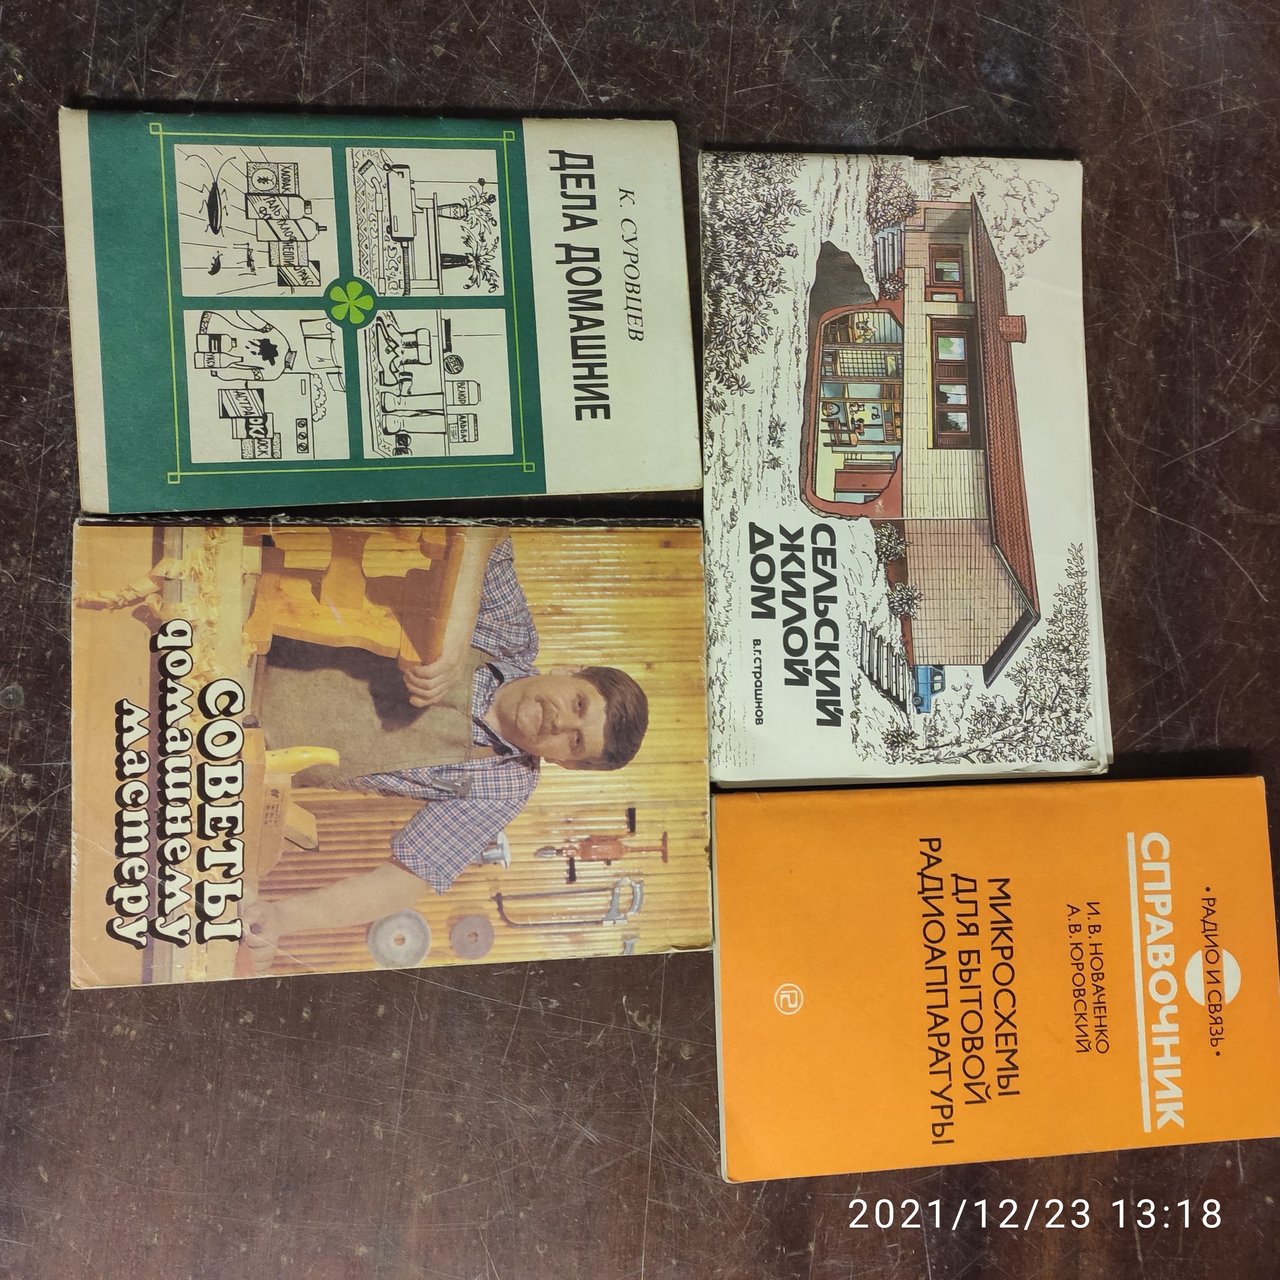 К. СУРОВЦЕВ
ДЕЛА ДОМАШНИЕ
СЕЛЬСКИЙ
ЖИЛОЙ
ДОМ
В.Г.СТРАШНОВ
СОВЕТЫ
домашнему
мастеру
•РАДИО И СВЯЗЬ•
СПРАВОЧНИК
И.В.НОВАЧЕНКО
А.В.ЮРОВСКИЙ
МИКРОСХЕМЫ
ДЛЯ БЫТОВОЙ
РАДИОАППАРАТУРЫ
2021/12/23 13:18